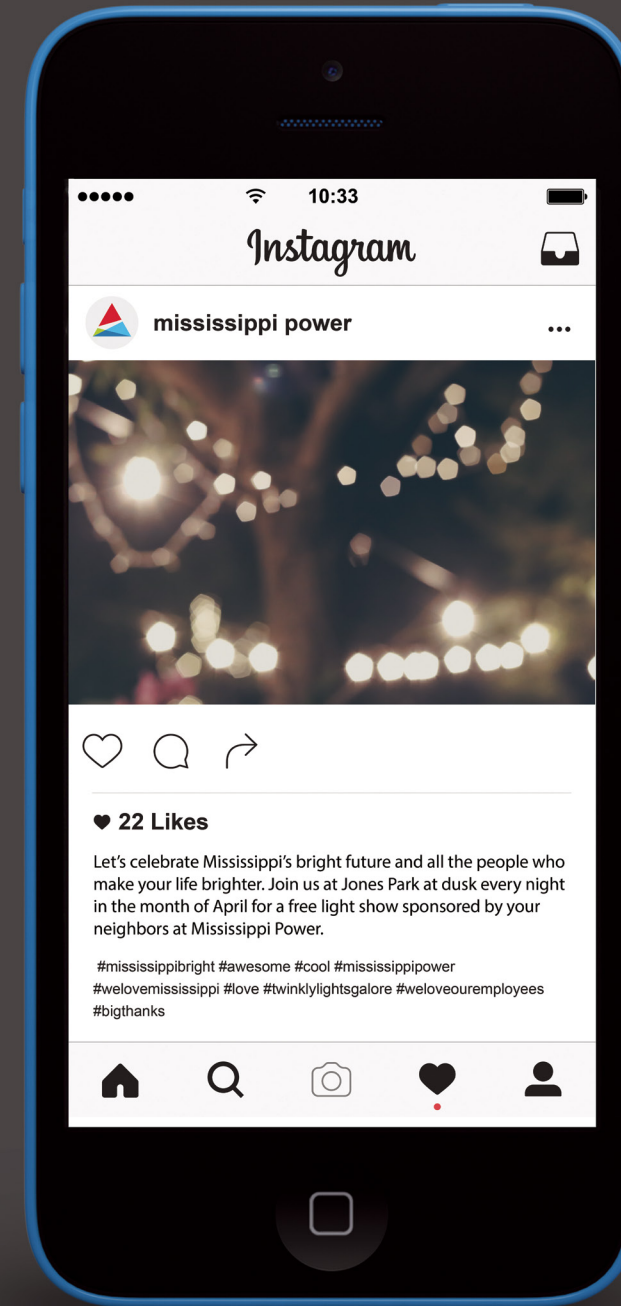 10:33
Instagram
mississippi power
22 Likes
Let’s celebrate Mississippi’s bright future and all the people who
make your life brighter. Join us at Jones Park at dusk every night
in the month of April for a free light show sponsored by your
neighbors at Mississippi Power.
#mississippibright #awesome #cool #mississippipower
#welovemississippi #love #twinklylightsgalore #weloveouremployees
#bigthanks